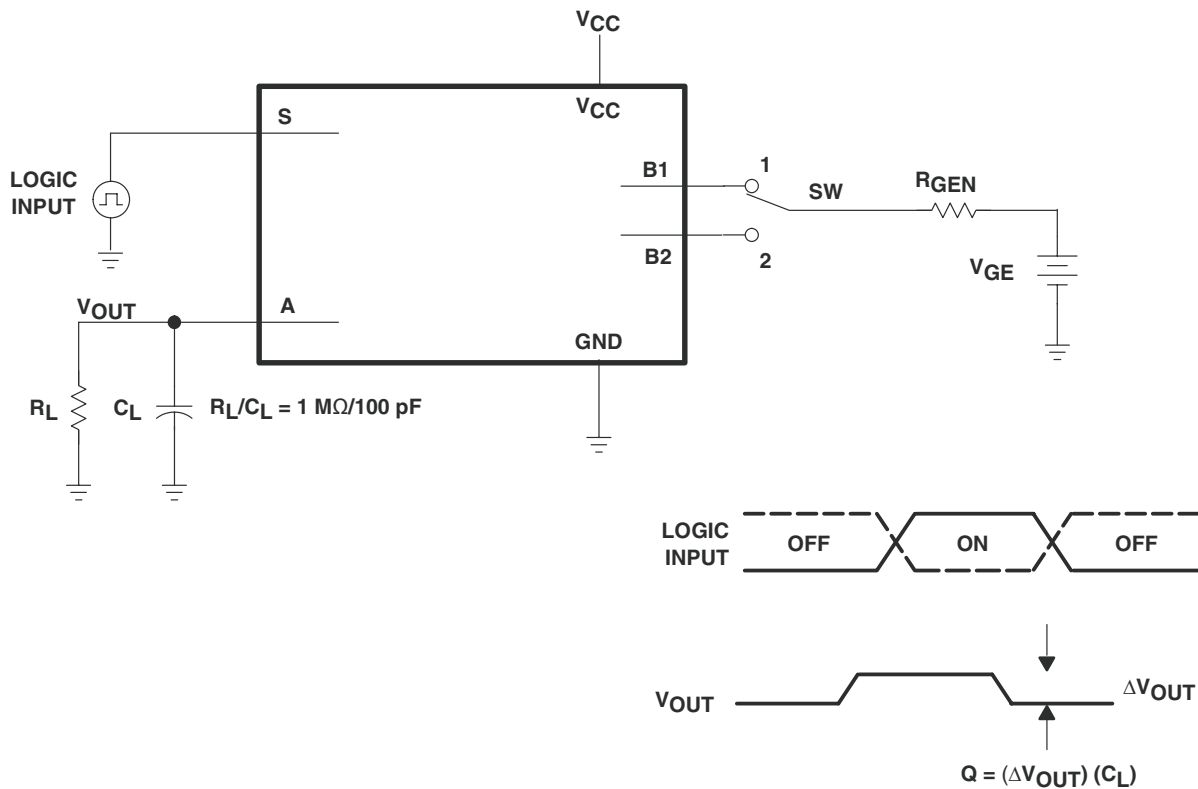 VCC
VCC
S
LOGIC
INPUT
B1
1
SW
RGEN
B2
2
VGE
VOUT
A
GND
RL
CL
RL/CL = 1 MΩ/100 pF
LOGIC
INPUT
OFF
ON
OFF
VOUT
ΔVOUT
Q = (ΔVOUT) (CL)